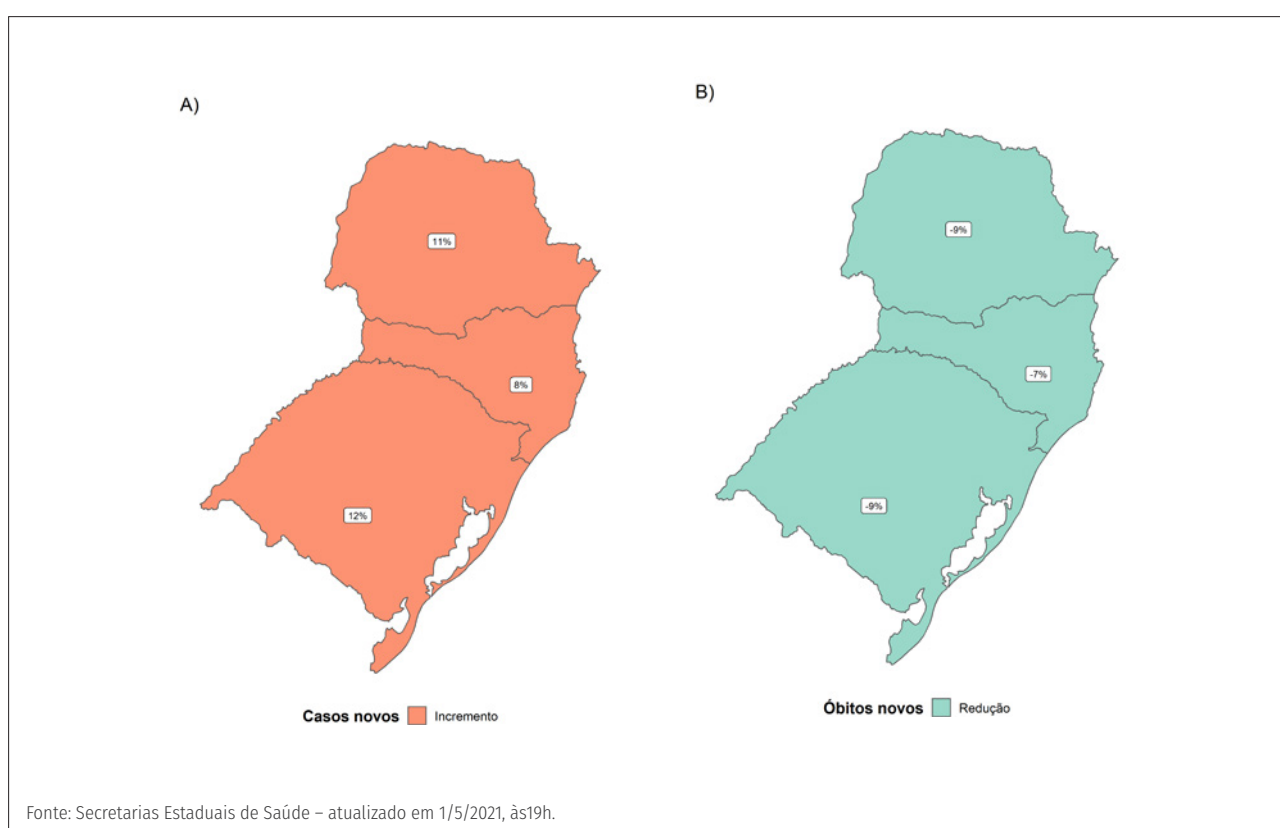 A)
B)
11%
8%
12%
-9%
-7%
-9%
Casos novos Incremento
Óbitos novos Redução
Fonte: Secretarias Estaduais de Saúde – atualizado em 1/5/2021, às19h.